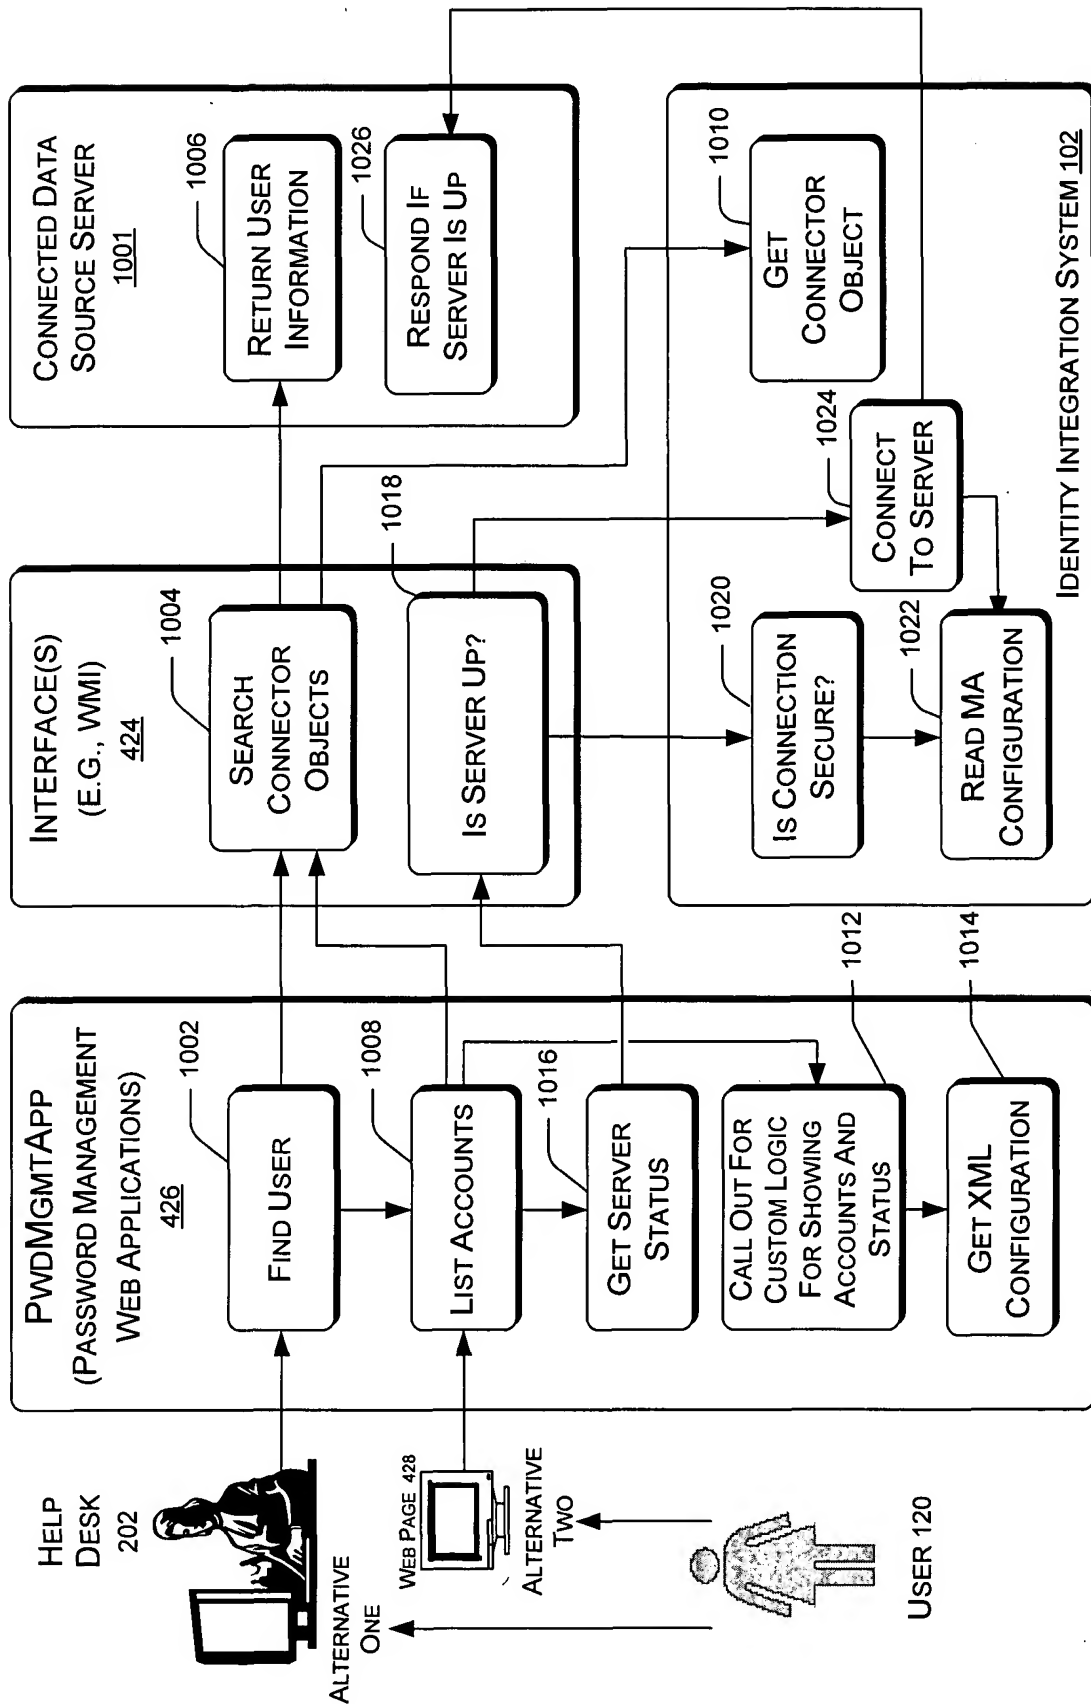 HELP
DESK
202
ALTERNATIVE
ONE
WEB PAGE 428
ALTERNATIVE
TWO
USER 120
PWDMGMTAPP
(PASSWORD MANAGEMENT
WEB APPLICATIONS)
426
1002
FIND USER
1008
LIST ACCOUNTS
1016
GET SERVER
STATUS
1012
CALL OUT FOR
CUSTOM LOGIC
FOR SHOWING
ACCOUNTS AND
STATUS
1014
GET XML
CONFIGURATION
INTERFACE(S)
(E.G., WMI)
424
1004
SEARCH
CONNECTOR
OBJECTS
1018
IS SERVER UP?
CONNECTED DATA
SOURCE SERVER
1001
1006
RETURN USER
INFORMATION
1026
RESPOND IF
SERVER IS UP
1010
GET
CONNECTOR
OBJECT
1024
CONNECT
TO SERVER
1020
IS CONNECTION
SECURE?
1022
READ MA
CONFIGURATION
IDENTITY INTEGRATION SYSTEM 102